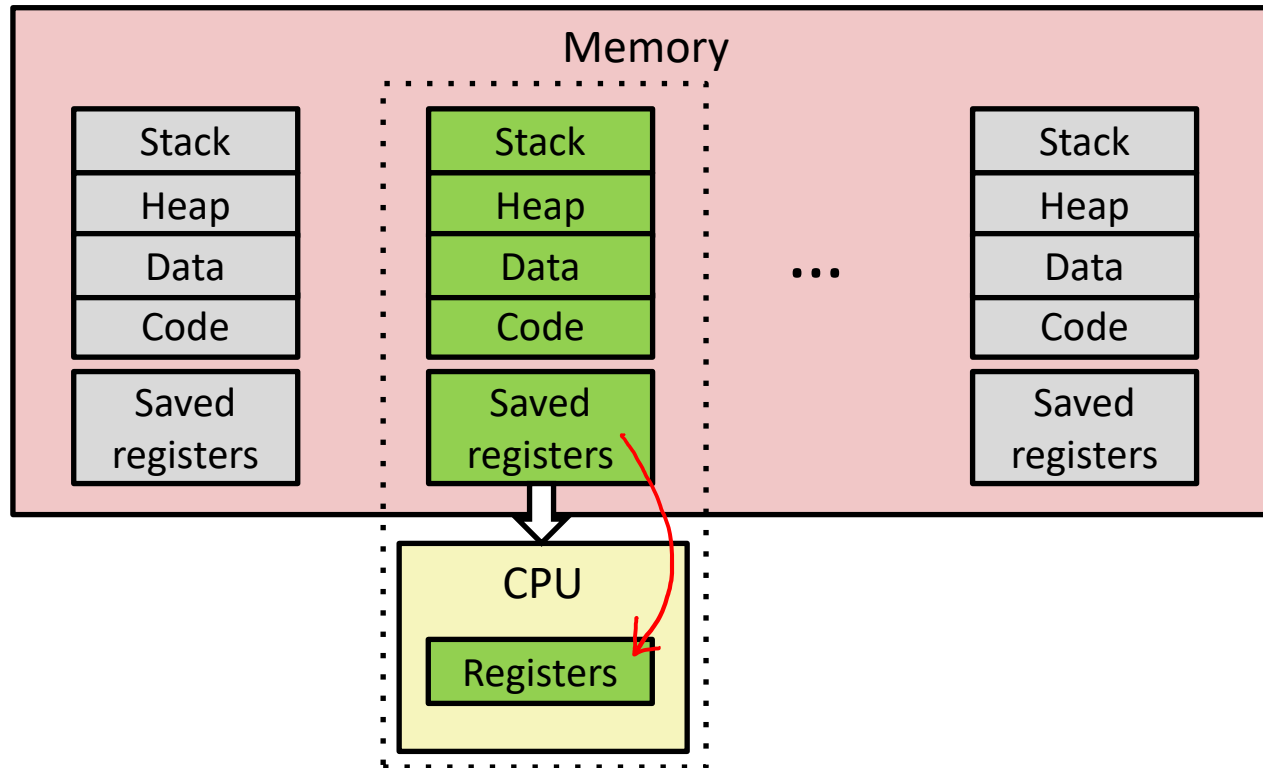 Memory
Stack
Heap
Data
Code
Saved
registers
Stack
Heap
Data
Code
Saved
registers
...
Stack
Heap
Data
Code
Saved
registers
CPU
Registers